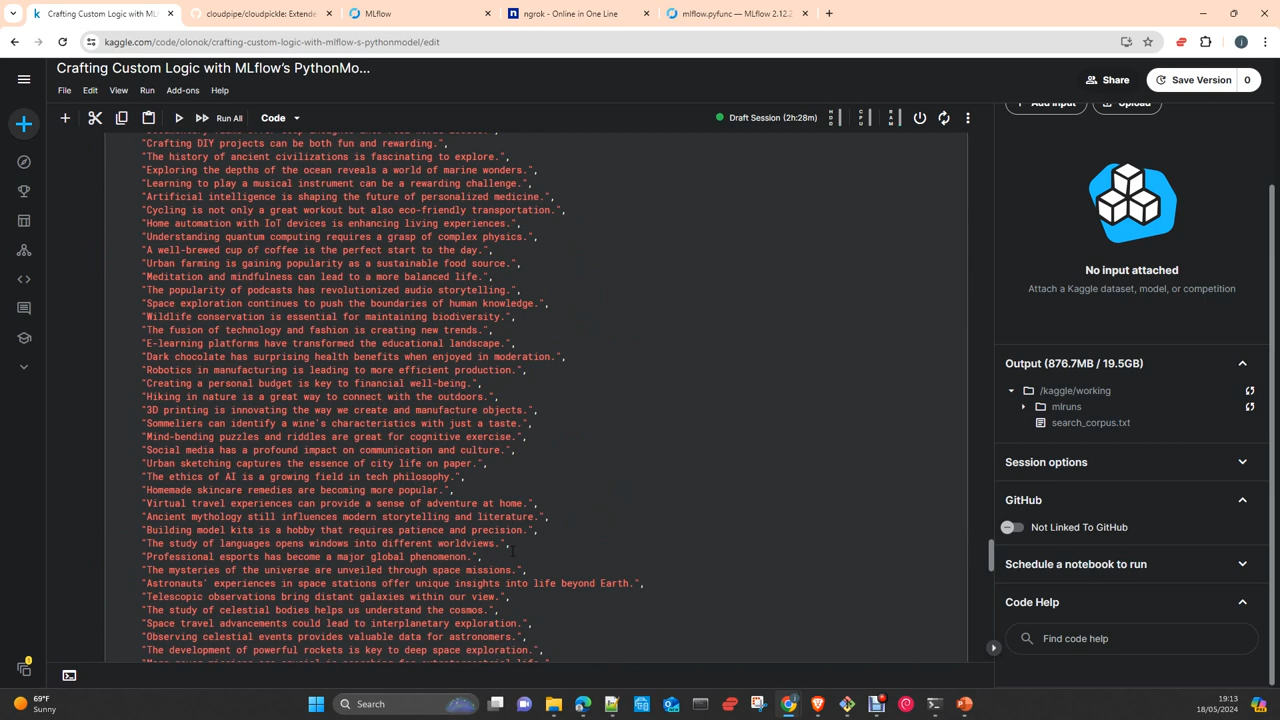 Crafting Custom Logic with ML
cloudpipe/cloudpickle: Extende
MLflow
ngrok - Online in One Line
mlflow.pyfunc — MLflow 2.12.2
kaggle.com/code/olonok/crafting-custom-logic-with-mlflow-s-pythonmodel/edit
Crafting Custom Logic with MLflow's PythonMo...
Share
Save Version
0
File Edit View Run Add-ons Help
Run All
Code
Draft Session (2h:28m)
Add Input
Upload
"Crafting DIY projects can be both fun and rewarding.",
"The history of ancient civilizations is fascinating to explore.",
"Exploring the depths of the ocean reveals a world of marine wonders.",
"Learning to play a musical instrument can be a rewarding challenge.",
"Artificial intelligence is shaping the future of personalized medicine.",
"Cycling is not only a great workout but also eco-friendly transportation.",
"Home automation with IoT devices is enhancing living experiences.",
"Understanding quantum computing requires a grasp of complex physics.",
"A well-brewed cup of coffee is the perfect start to the day.",
"Urban farming is gaining popularity as a sustainable food source.",
"Meditation and mindfulness can lead to a more balanced life.",
"The popularity of podcasts has revolutionized audio storytelling.",
"Space exploration continues to push the boundaries of human knowledge.",
"Wildlife conservation is essential for maintaining biodiversity.",
"The fusion of technology and fashion is creating new trends.",
"E-learning platforms have transformed the educational landscape.",
"Dark chocolate has surprising health benefits when enjoyed in moderation.",
"Robotics in manufacturing is leading to more efficient production.",
"Creating a personal budget is key to financial well-being.",
"Hiking in nature is a great way to connect with the outdoors.",
"3D printing is innovating the way we create and manufacture objects.",
"Sommeliers can identify a wine's characteristics with just a taste.",
"Mind-bending puzzles and riddles are great for cognitive exercise.",
"Social media has a profound impact on communication and culture.",
"Urban sketching captures the essence of city life on paper.",
"The ethics of AI is a growing field in tech philosophy.",
"Homemade skincare remedies are becoming more popular.",
"Virtual travel experiences can provide a sense of adventure at home.",
"Ancient mythology still influences modern storytelling and literature.",
"Building model kits is a hobby that requires patience and precision.",
"The study of languages opens windows into different worldviews.",
"Professional esports has become a major global phenomenon.",
"The mysteries of the universe are unveiled through space missions.",
"Astronauts' experiences in space stations offer unique insights into life beyond Earth.",
"Telescopic observations bring distant galaxies within our view.",
"The study of celestial bodies helps us understand the cosmos.",
"Space travel advancements could lead to interplanetary exploration.",
"Observing celestial events provides valuable data for astronomers.",
"The development of powerful rockets is key to deep space exploration.",
No input attached
Attach a Kaggle dataset, model, or competition
Output (876.7MB / 19.5GB)
/kaggle/working
mlruns
search_corpus.txt
Session options
GitHub
Not Linked To GitHub
Schedule a notebook to run
Code Help
Find code help
69°F
Sunny
Search
19:13
18/05/2024